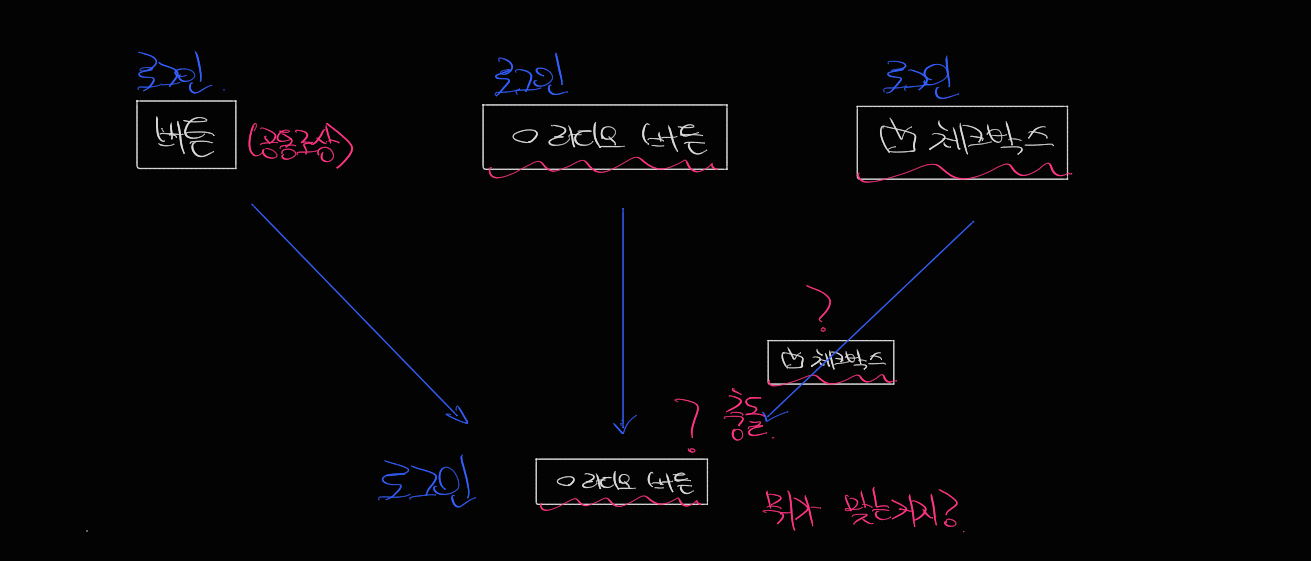 로그인
로그인
로그인
버튼
(공통조상)
라디오 버튼
체크박스
?
체크박스
?
충돌
로그인
라디오 버튼
뭐가 맞는거지?